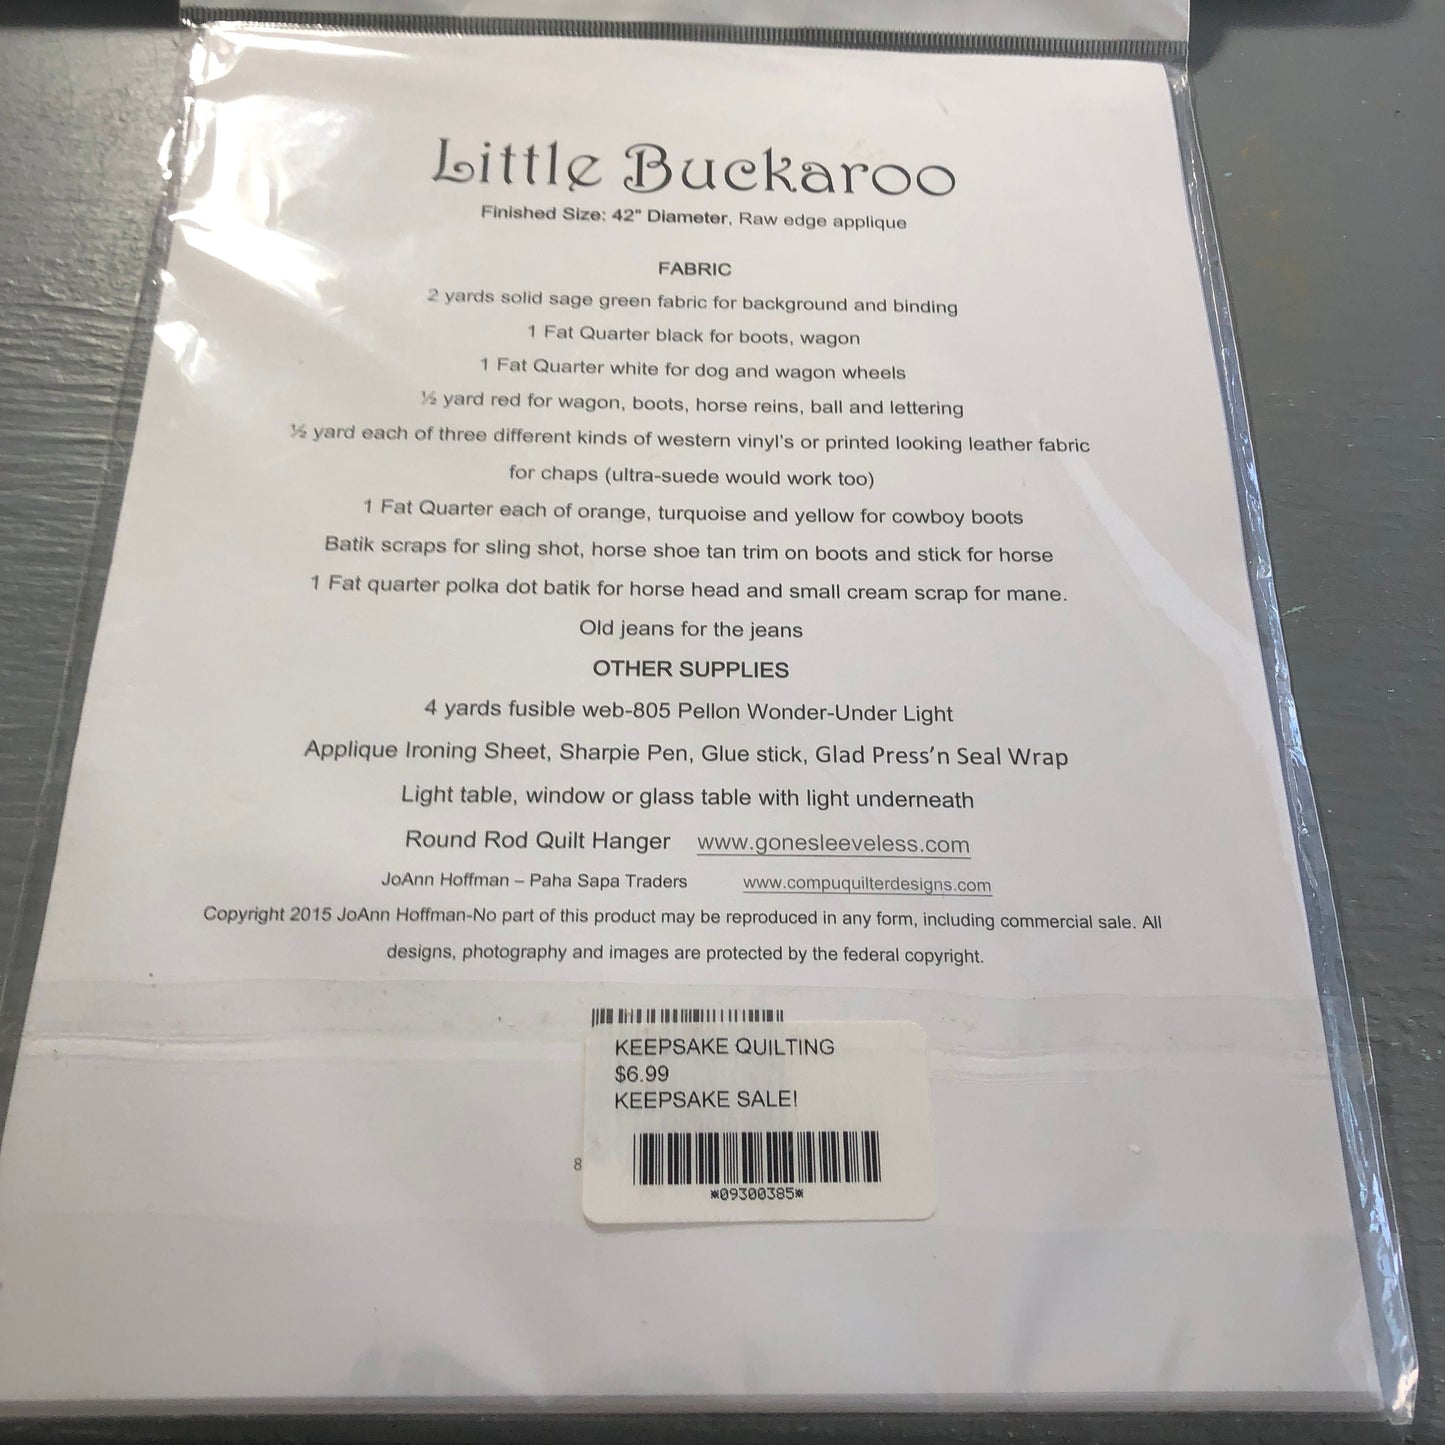 Little Buckaroo
Finished Size: 42" Diameter, Raw edge applique
FABRIC
2 yards solid sage green fabric for background and binding
1 Fat Quarter black for boots, wagon
1 Fat Quarter white for dog and wagon wheels
½ yard red for wagon, boots, horse reins, ball and lettering
½ yard each of three different kinds of western vinyl's or printed looking leather fabric
for chaps (ultra-suede would work too)
1 Fat Quarter each of orange, turquoise and yellow for cowboy boots
Batik scraps for sling shot, horse shoe tan trim on boots and stick for horse
1 Fat quarter polka dot batik for horse head and small cream scrap for mane.
Old jeans for the jeans
OTHER SUPPLIES
4 yards fusible web-805 Pellon Wonder-Under Light
Applique Ironing Sheet, Sharpie Pen, Glue stick, Glad Press'n Seal Wrap
Light table, window or glass table with light underneath
Round Rod Quilt Hanger www.gonesleeveless.com
JoAnn Hoffman – Paha Sapa Traders www.compuquilterdesigns.com
Copyright 2015 JoAnn Hoffman-No part of this product may be reproduced in any form, including commercial sale. All
designs, photography and images are protected by the federal copyright.
KEEPSAKE QUILTING
$6.99
KEEPSAKE SALE!
8
*09300385*